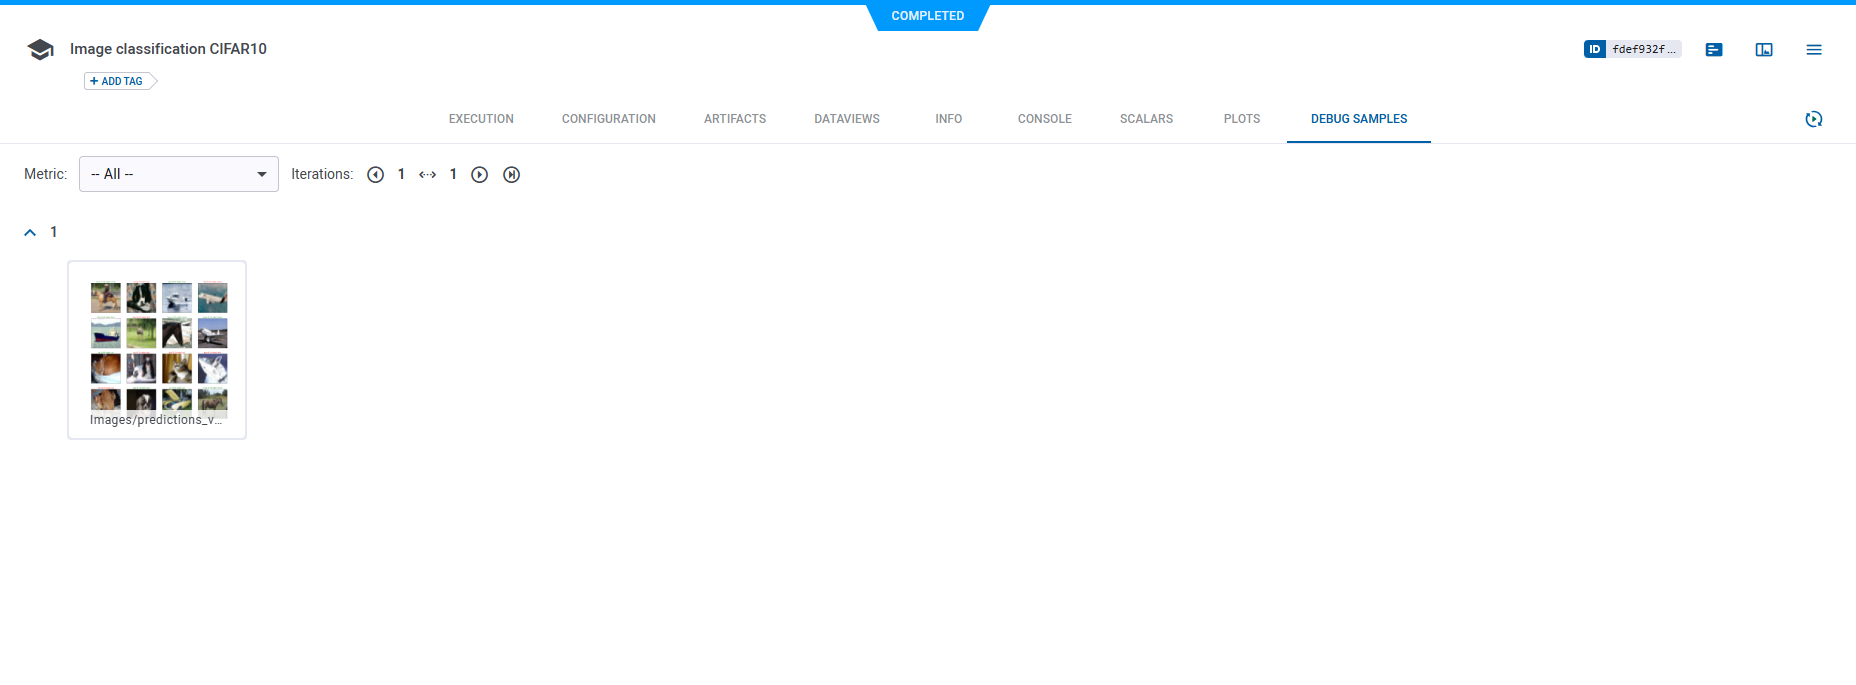 COMPLETED
Image classification CIFAR10
ID fdef932f...
+ ADD TAG
EXECUTION CONFIGURATION ARTIFACTS DATAVIEWS INFO CONSOLE SCALARS PLOTS DEBUG SAMPLES
Metric: -- All -- Iterations: 1 1
1
Images/predictions_v...